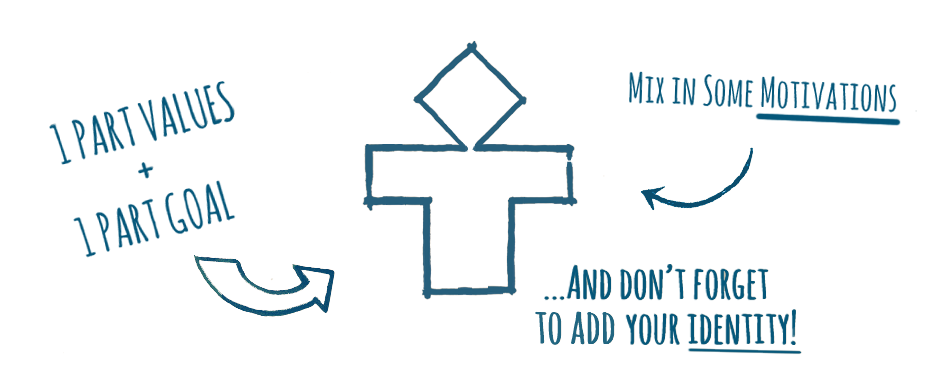 1 PART VALUES
+
1 PART GOAL
MIX IN SOME MOTIVATIONS
...AND DON'T FORGET
TO ADD YOUR IDENTITY!